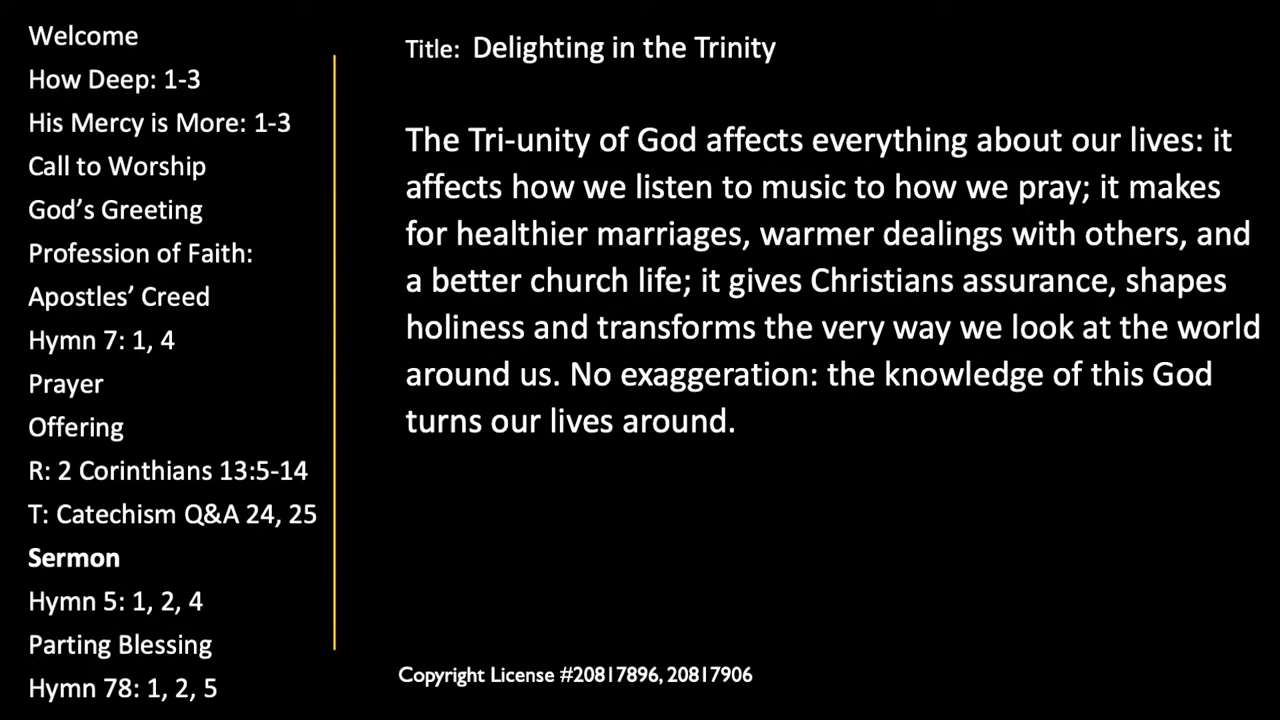 Welcome
How Deep: 1-3
His Mercy is More: 1-3
Call to Worship
God’s Greeting
Profession of Faith:
Apostles’ Creed
Hymn 7: 1, 4
Prayer
Offering
R: 2 Corinthians 13:5-14
T: Catechism Q&A 24, 25
Sermon
Hymn 5: 1, 2, 4
Parting Blessing
Hymn 78: 1, 2, 5
Title: Delighting in the Trinity
The Tri-unity of God affects everything about our lives: it
affects how we listen to music to how we pray; it makes
for healthier marriages, warmer dealings with others, and
a better church life; it gives Christians assurance, shapes
holiness and transforms the very way we look at the world
around us. No exaggeration: the knowledge of this God
turns our lives around.
Copyright License #20817896, 20817906